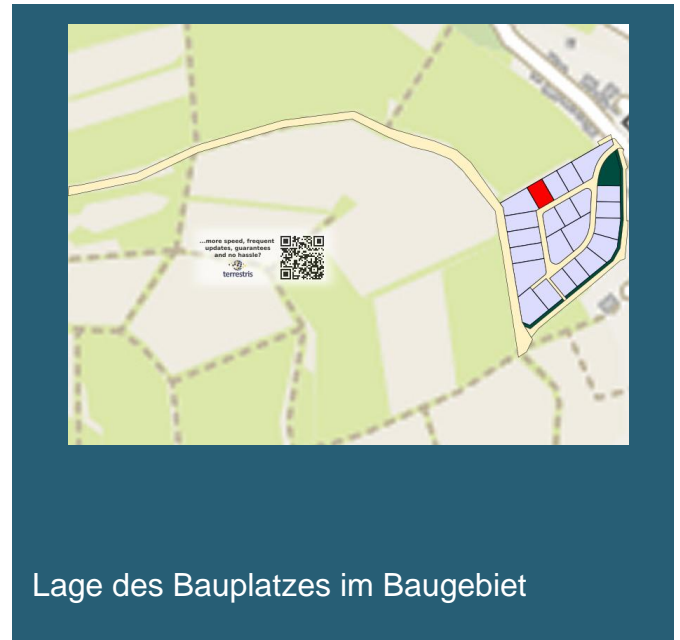 ...more speed, frequent
updates, guarantees
and no hassle?
terrestris
Lage des Bauplatzes im Baugebiet